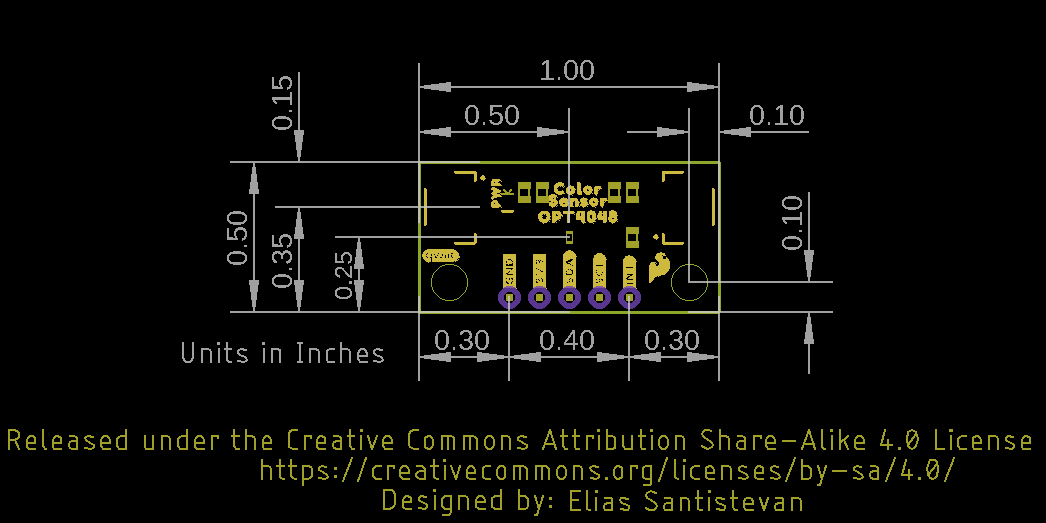 1.00
0.50
0.10
0.15
PWR
Color
Sensor
OPT4048
0.50
0.35
0.25
0.10
Qwiic
GND
3V3
SDA
SCL
INT
0.30
0.40
0.30
Units in Inches
Released under the Creative Commons Attribution Share-Alike 4.0 License
https://creativecommons.org/licenses/by-sa/4.0/
Designed by: Elias Santistevan